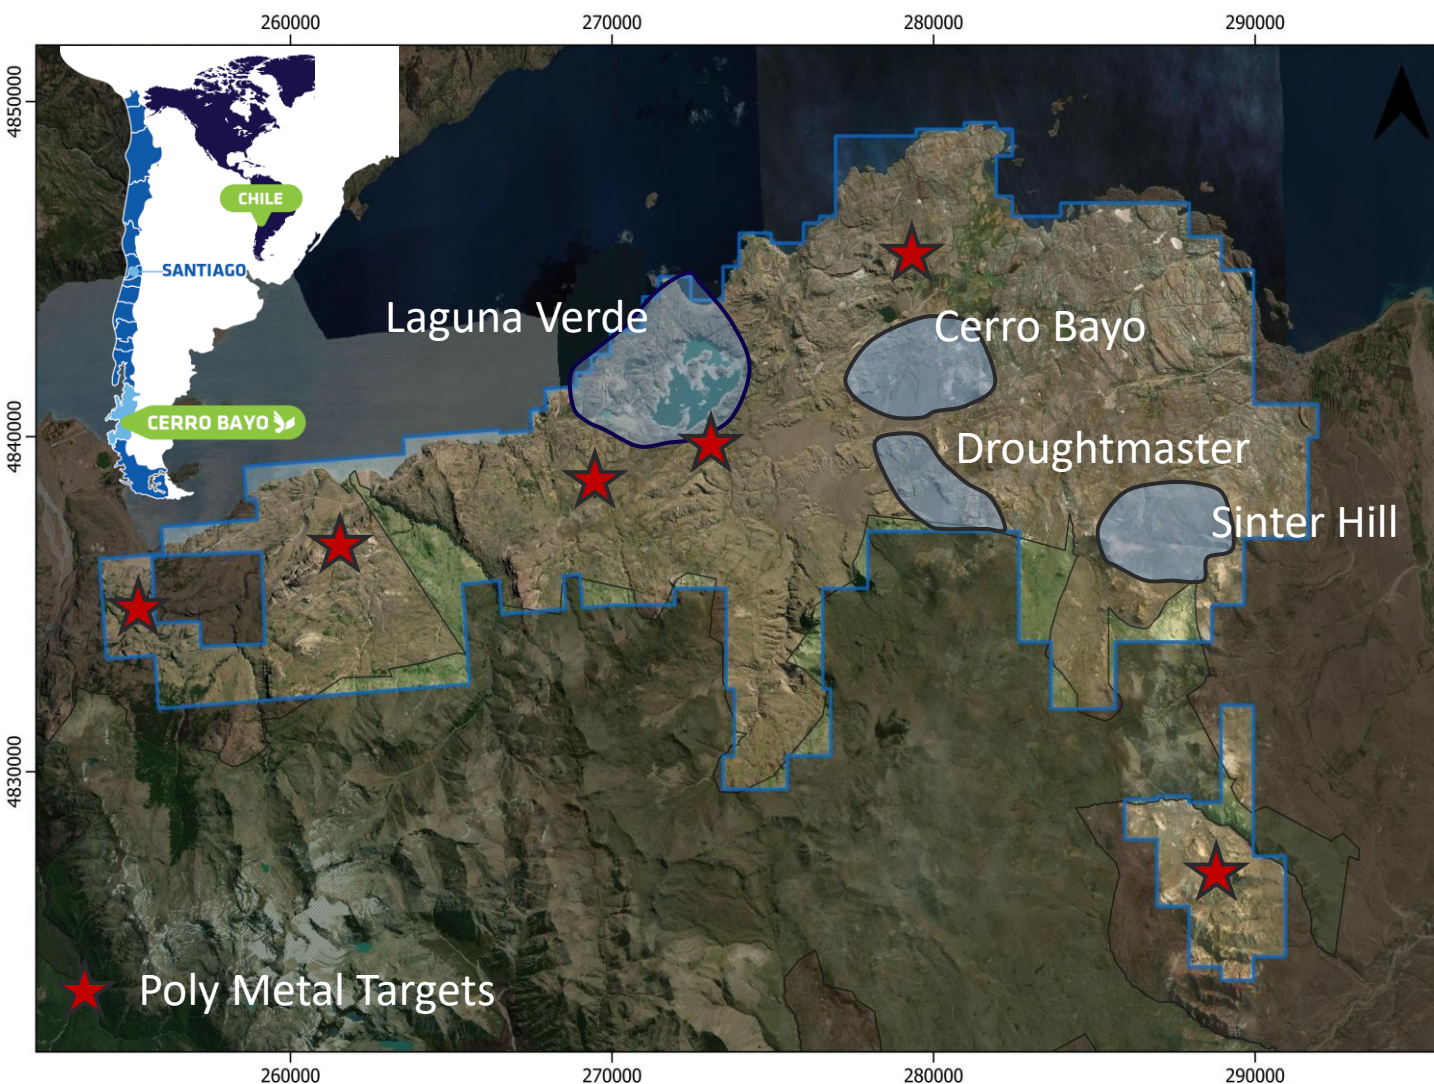 260000
270000
280000
290000
4850000
4840000
4830000
CHILE
SANTIAGO
CERRO BAYO
Laguna Verde
Cerro Bayo
Droughtmaster
Sinter Hill
Poly Metal Targets
260000
270000
280000
290000